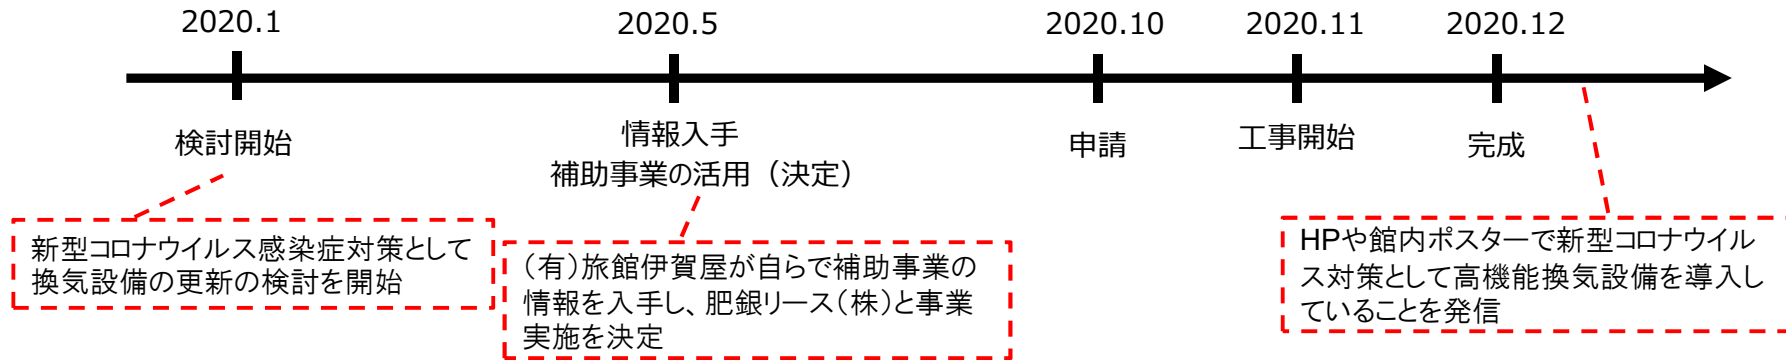 2020.1
2020.5
2020.10
2020.11
2020.12
検討開始
情報入手
補助事業の活用（決定）
申請
工事開始
完成
新型コロナウイルス感染症対策として
換気設備の更新の検討を開始
（有）旅館伊賀屋が自らで補助事業の
情報を入手し、肥銀リース（株）と事業
実施を決定
HPや館内ポスターで新型コロナウイル
ス対策として高機能換気設備を導入し
ていることを発信